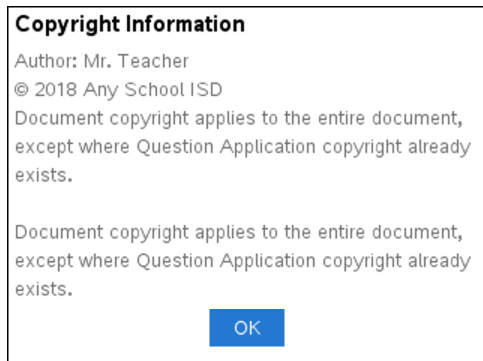 Copyright Information
Author: Mr. Teacher
© 2018 Any School ISD
Document copyright applies to the entire document,
except where Question Application copyright already
exists.
Document copyright applies to the entire document,
except where Question Application copyright already
exists.
OK